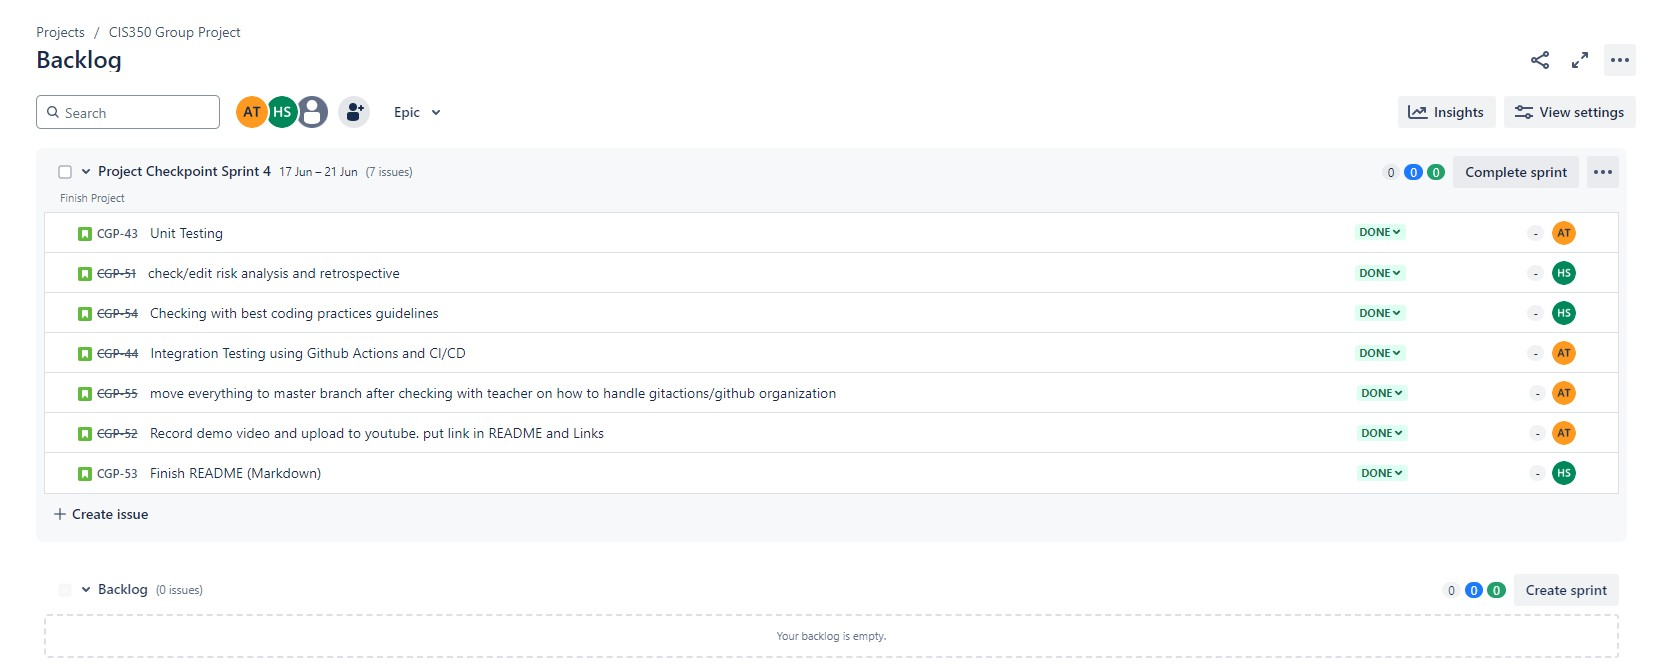 Projects / CIS350 Group Project
Backlog
Search
AT HS
Epic
Insights
View settings
Project Checkpoint Sprint 4 17 Jun – 21 Jun (7 issues)
0 0 0
Complete sprint
Finish Project
CGP-43 Unit Testing DONE - AT
CGP-51 check/edit risk analysis and retrospective DONE - HS
CGP-54 Checking with best coding practices guidelines DONE - HS
CGP-44 Integration Testing using Github Actions and CI/CD DONE - AT
CGP-55 move everything to master branch after checking with teacher on how to handle gitactions/github organization DONE - AT
CGP-52 Record demo video and upload to youtube. put link in README and Links DONE - AT
CGP-53 Finish README (Markdown) DONE - HS
+ Create issue
Backlog (0 issues)
0 0 0
Create sprint
Your backlog is empty.